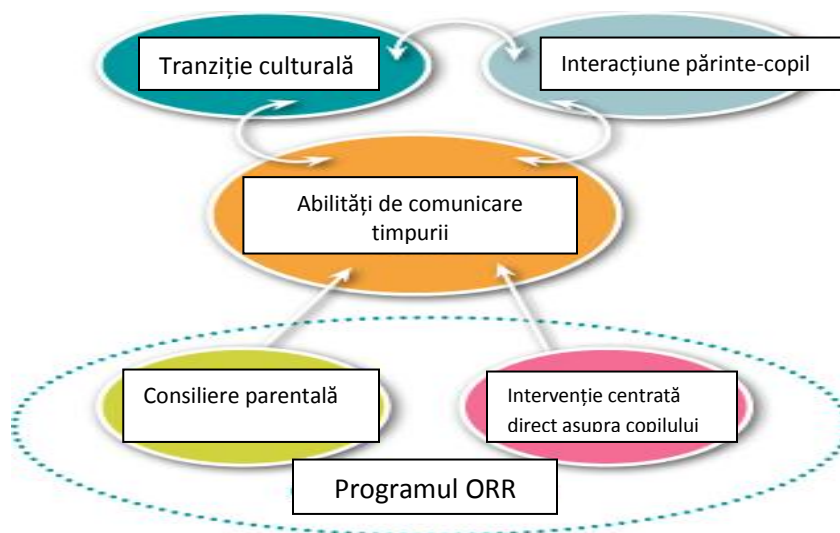 Tranziție culturală
Interacțiune părinte-copil
Abilități de comunicare
timpurii
Consiliere parentală
Intervenție centrată
direct asupra copilului
Programul ORR